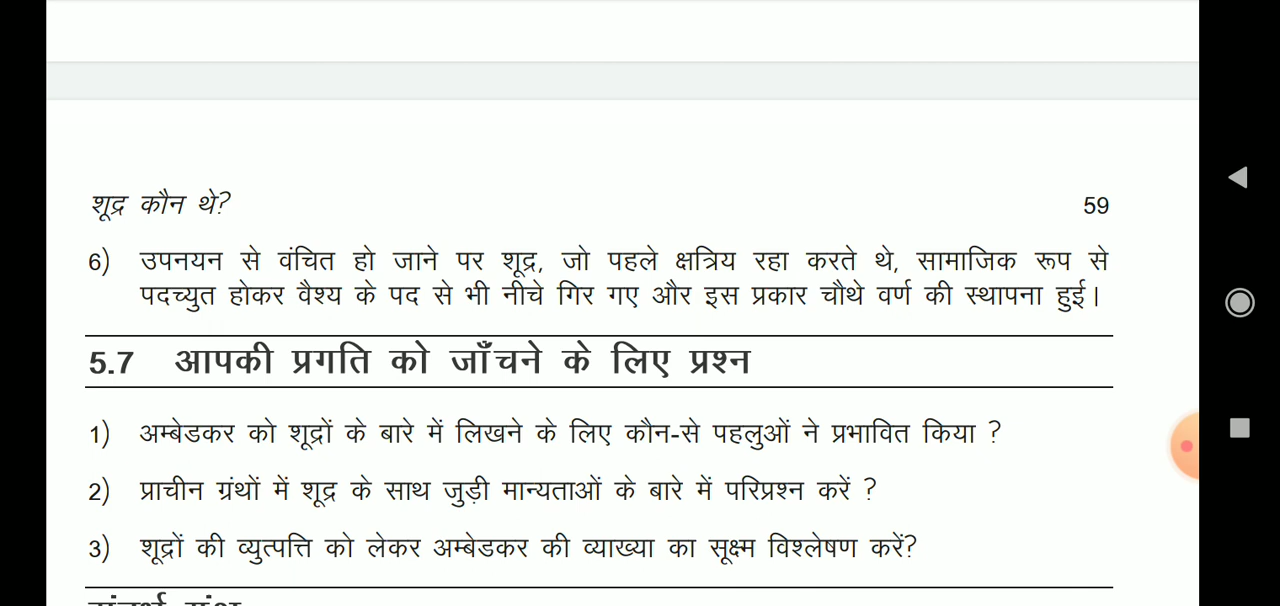 शूद्र कौन थे? 59
6) उपनयन से वंचित हो जाने पर शूद्र, जो पहले क्षत्रिय रहा करते थे, सामाजिक रूप से
पदच्युत होकर वैश्य के पद से भी नीचे गिर गए और इस प्रकार चौथे वर्ण की स्थापना हुई।
5.7 आपकी प्रगति को जाँचने के लिए प्रश्न
1) अम्बेडकर को शूद्रों के बारे में लिखने के लिए कौन-से पहलुओं ने प्रभावित किया ?
2) प्राचीन ग्रंथों में शूद्र के साथ जुड़ी मान्यताओं के बारे में परिप्रश्न करें ?
3) शूद्रों की व्युत्पत्ति को लेकर अम्बेडकर की व्याख्या का सूक्ष्म विश्लेषण करें?